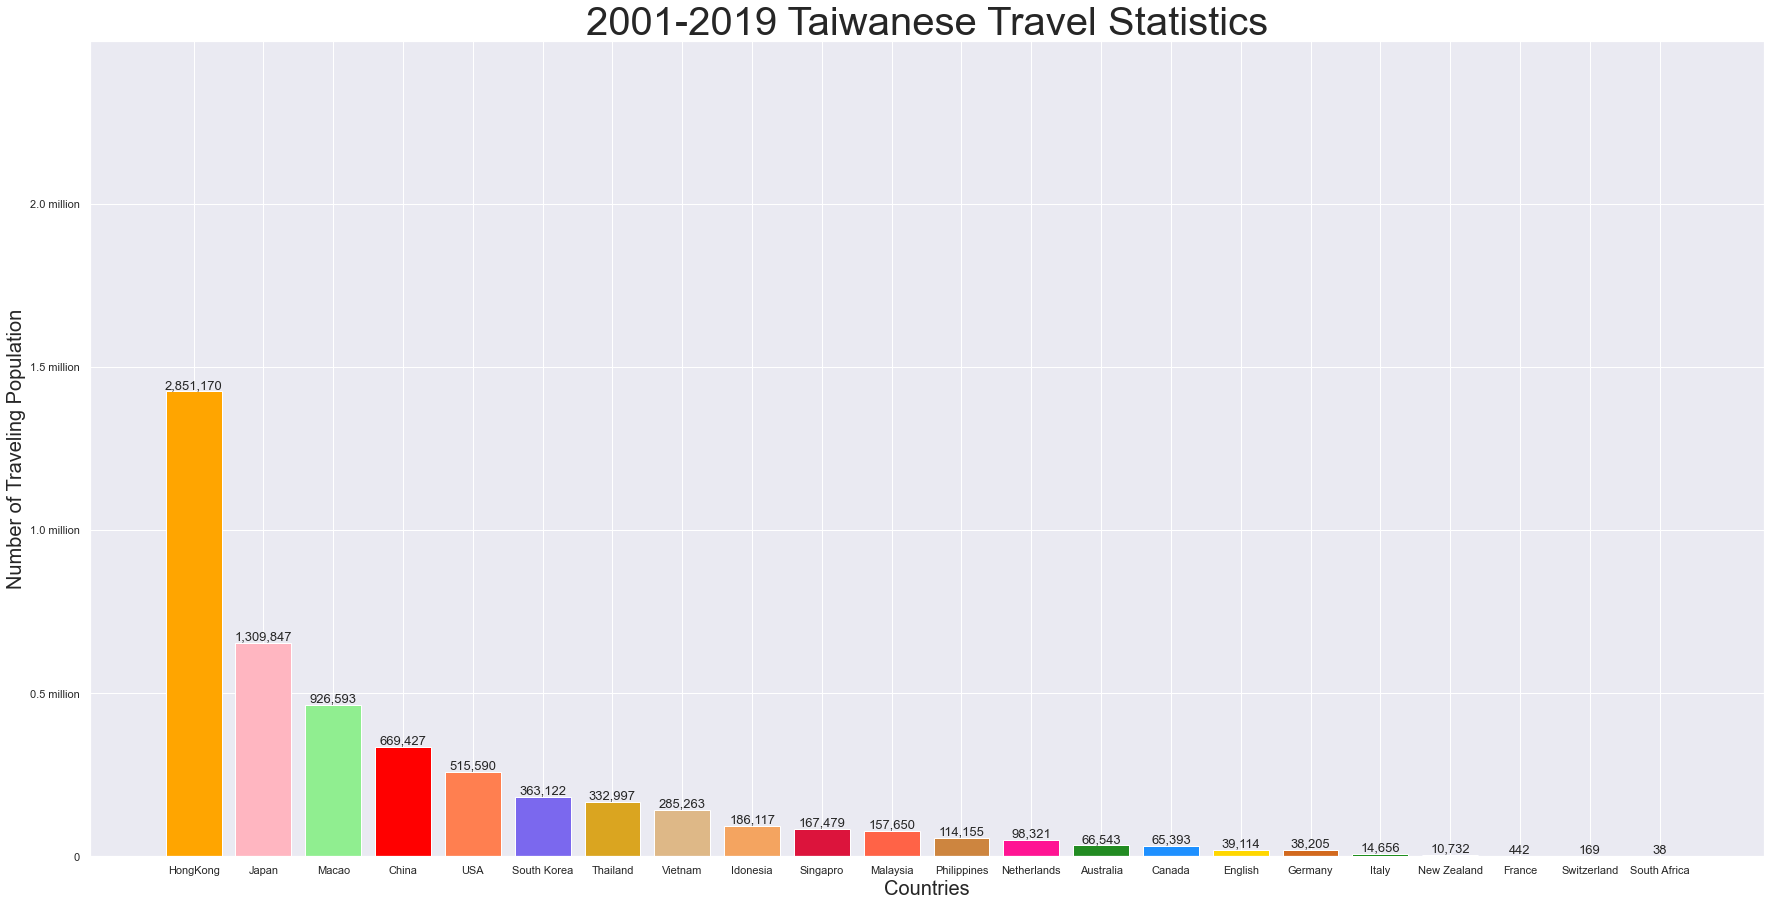 2001-2019 Taiwanese Travel Statistics
Number of Traveling Population
2.0 million
1.5 million
1.0 million
0.5 million
0
2,851,170
1,309,847
926,593
669,427
515,590
363,122
332,997
285,263
186,117
167,479
157,650
114,155
98,321
66,543
65,393
39,114
38,205
14,656
10,732
442
169
38
HongKong
Japan
Macao
China
USA
South Korea
Thailand
Vietnam
Idonesia
Singapro
Malaysia
Philippines
Netherlands
Australia
Canada
English
Germany
Italy
New Zealand
France
Switzerland
South Africa
Countries